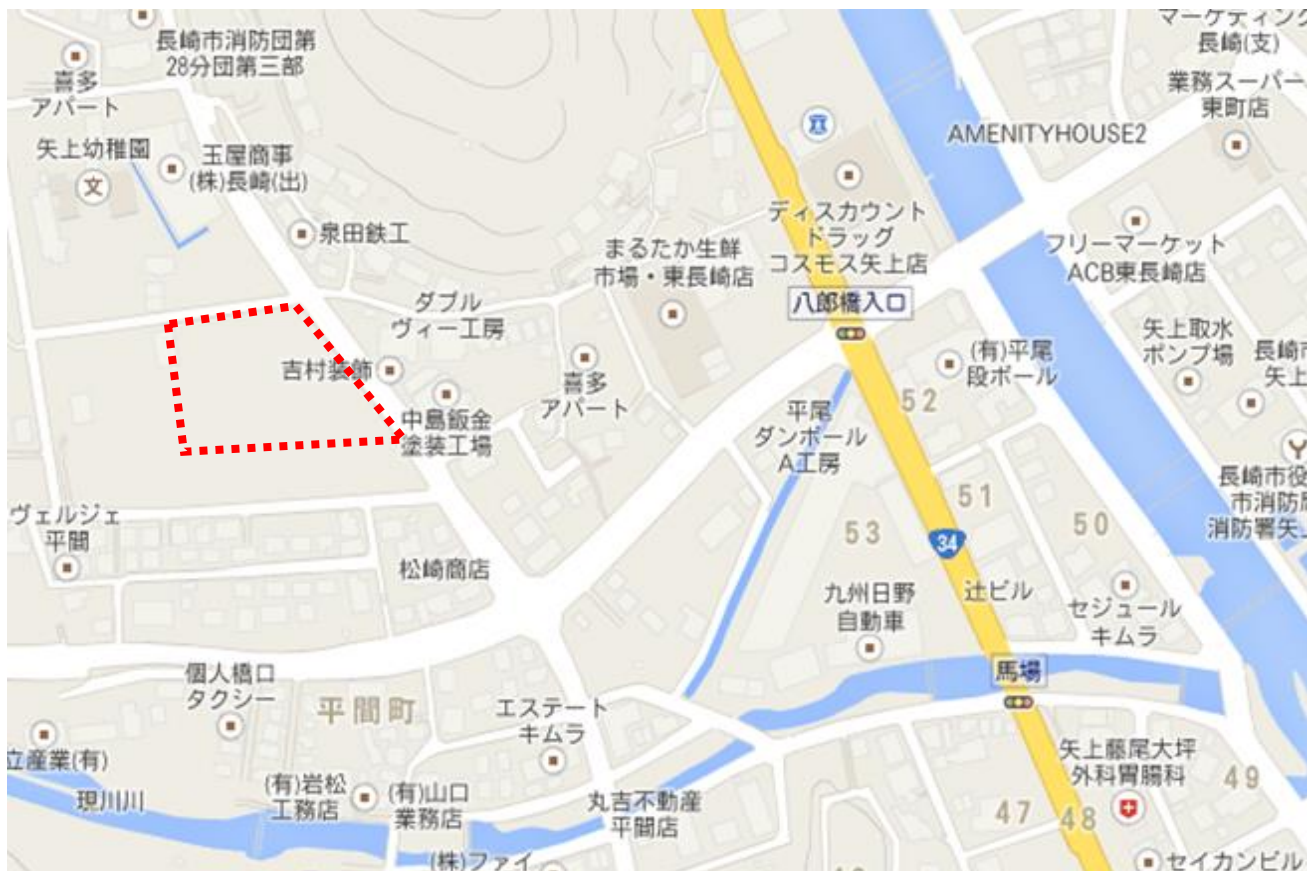 マーケティング
長崎(支)
長崎市消防団第
28分団第三部
喜多
アパート
業務スーパー
東町店
AMENITYHOUSE2
矢上幼稚園
文
玉屋商事
(株)長崎(出)
泉田鉄工
ディスカウント
ドラッグ
コスモス矢上店
まるたか生鮮
市場・東長崎店
フリーマーケット
ACB東長崎店
八郎橋入口
ダブル
ヴィー工房
矢上取水
ポンプ場
長崎市
矢上
(有)平尾
段ボール
吉村装飾
喜多
アパート
52
中島鈑金
塗装工場
平尾
ダンボール
A工房
長崎市役
市消防局
消防署矢上
51
50
53
34
ヴェルジェ
平間
松崎商店
九州日野
自動車
辻ビル
セジュール
キムラ
馬場
個人橋口
タクシー
平間町
エステート
キムラ
立産業(有)
矢上藤尾大坪
外科胃腸科
49
現川川
(有)岩松
工務店
(有)山口
業務店
丸吉不動産
平間店
47
48
(株)ファイ
セイカンビル